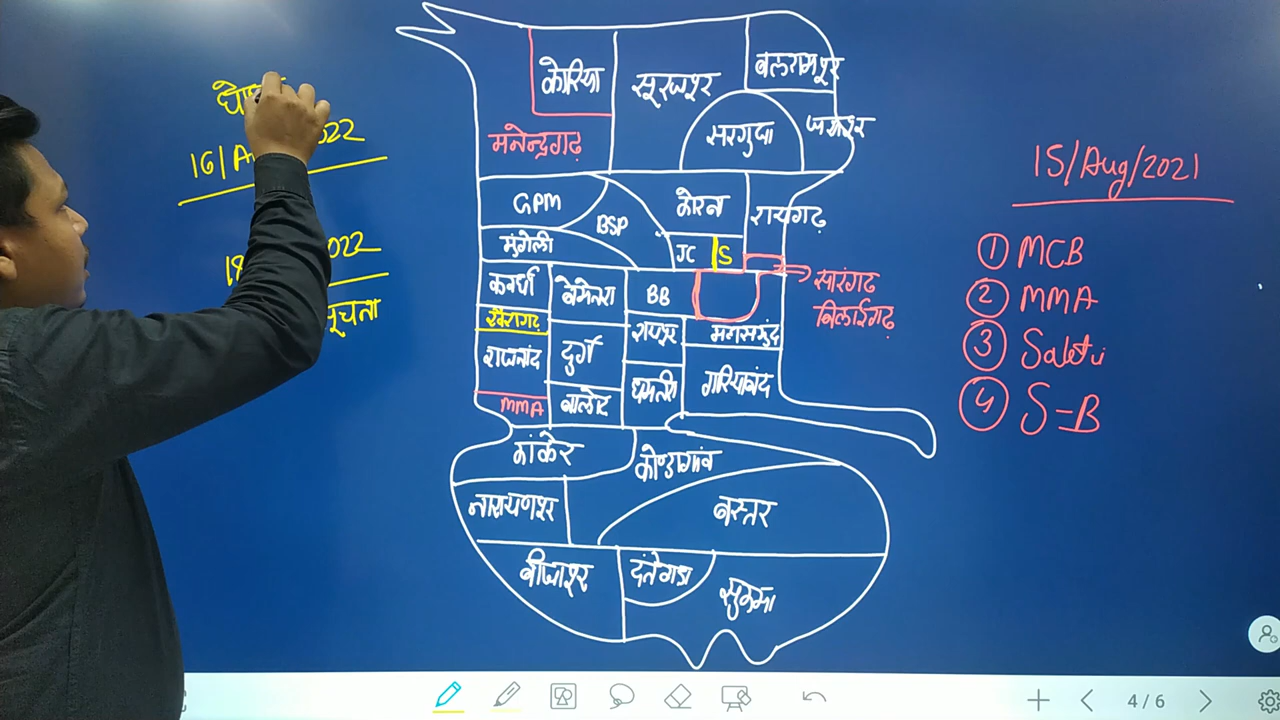 घो
16/A 022
18 022
सूचना
कोरिया
सूरजपुर
बलरामपुर
मनेन्द्रगढ़
सरगुजा
जशपुर
GPM
BSP
कोरबा
रायगढ़
मुंगेली
JC
S
कवर्धा
बेमेतरा
BB
सारंगढ़
बिलाईगढ़
खैरागढ़
रायपुर
महासमुंद
राजनांद
दुर्ग
धमतरी
गरियाबंद
MMA
बालोद
कांकेर
कोण्डागांव
नारायणपुर
बस्तर
बीजापुर
दंतेवाड़ा
सुकमा
15/Aug/2021
① MCB
② MMA
③ Sakti
④ S-B
4/6